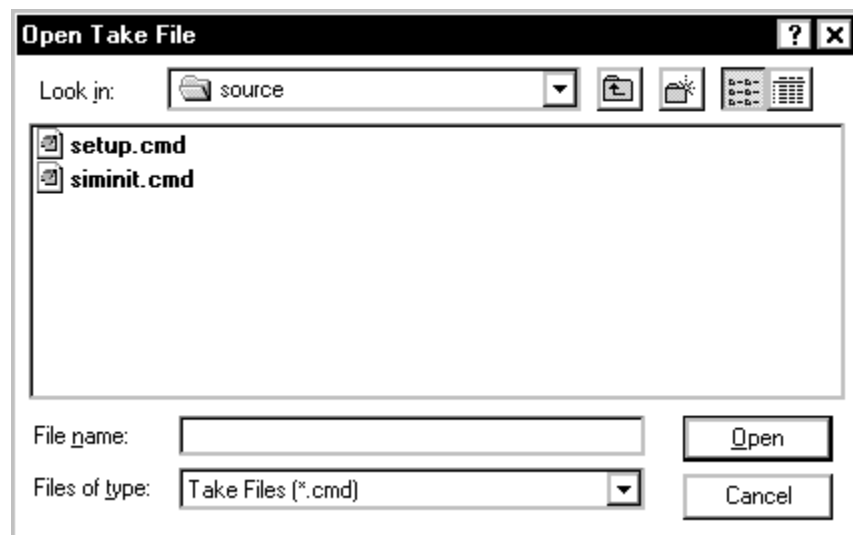 Open Take File
Look in: source
setup.cmd
siminit.cmd
File name: Open
Files of type: Take Files (*.cmd) Cancel